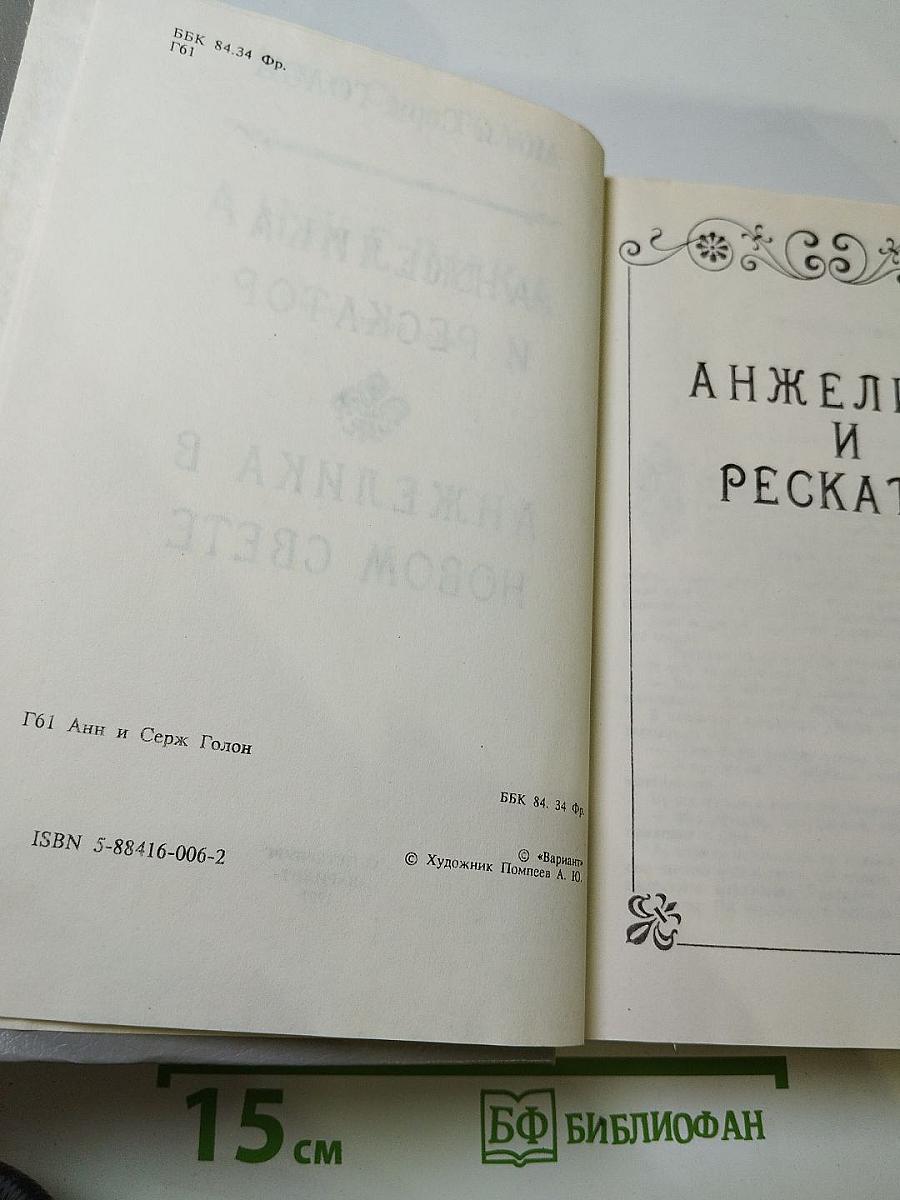 ББК 84.34 Фр.
Г61
Г61 Анн и Серж Голон
ББК 84. 34 Фр.
ISBN 5-88416-006-2
© «Вариант»
© Художник Помпеев А. Ю.
АНЖЕЛИ
И
РЕСКАТ
15 см
БФ БИБЛИОФАН